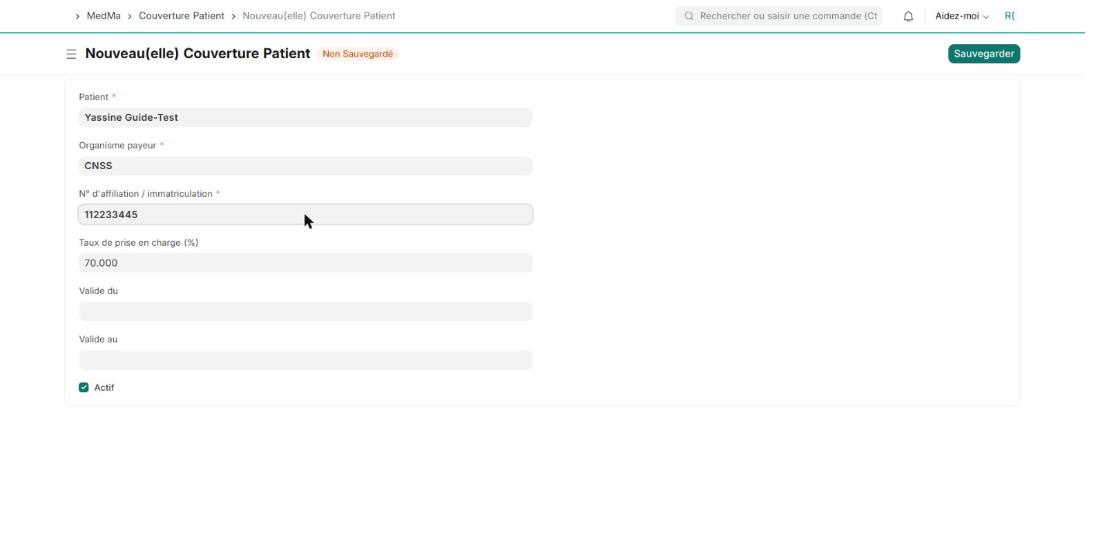 MedMa > Couverture Patient > Nouveau(elle) Couverture Patient
Rechercher ou saisir une commande (Ct
Aidez-moi
R(
Nouveau(elle) Couverture Patient
Non Sauvegardé
Sauvegarder
Patient *
Yassine Guide-Test
Organisme payeur *
CNSS
N° d'affiliation / immatriculation *
112233445
Taux de prise en charge (%)
70.000
Valide du
Valide au
Actif